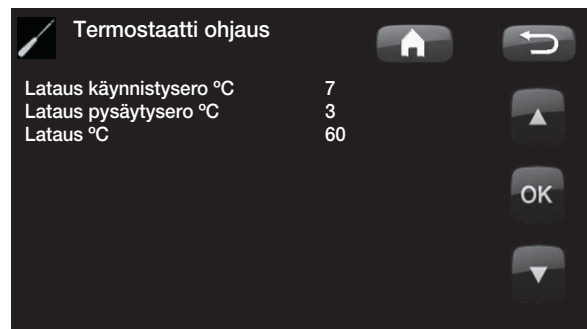 Termostaatti ohjaus
Lataus käynnistysero ºC 7
Lataus pysäytysero ºC 3
Lataus ºC 60
OK